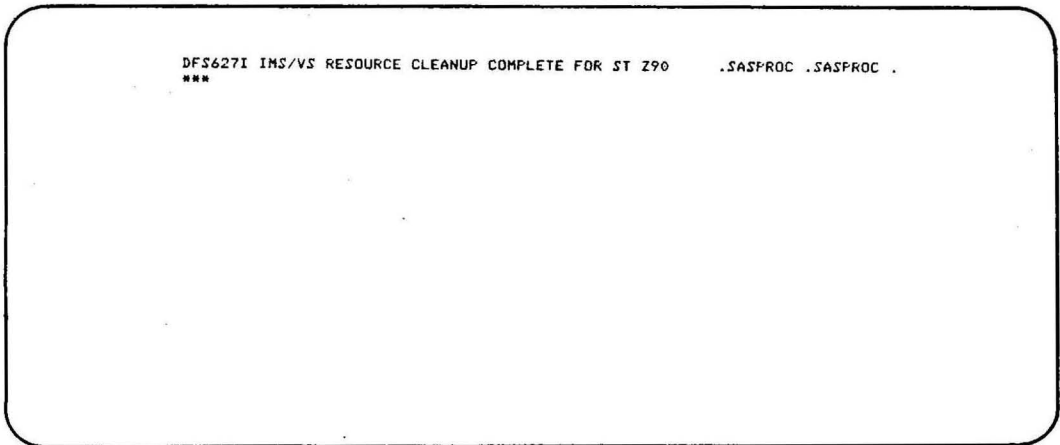 DFS627I IMS/VS RESOURCE CLEANUP COMPLETE FOR ST Z90 .SASPROC .SASPROC .
***